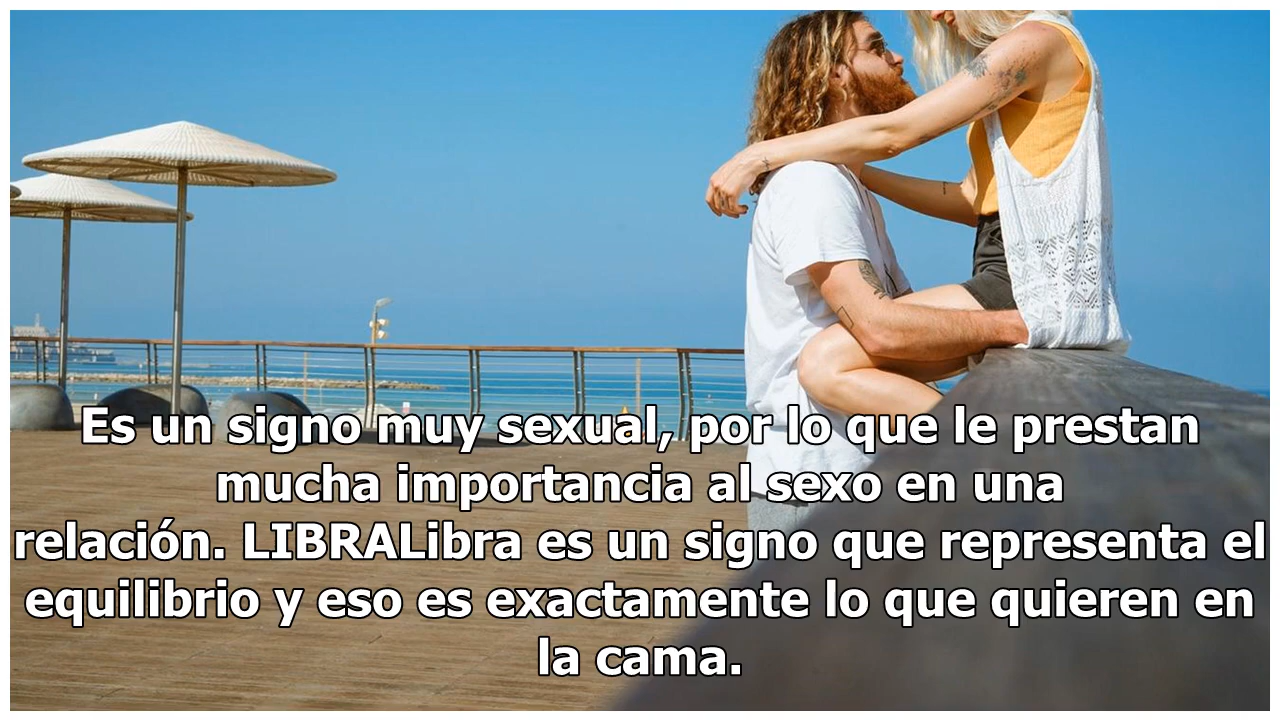 Es un signo muy sexual, por lo que le prestan
mucha importancia al sexo en una
relación. LIBRALibra es un signo que representa el
equilibrio y eso es exactamente lo que quieren en
la cama.